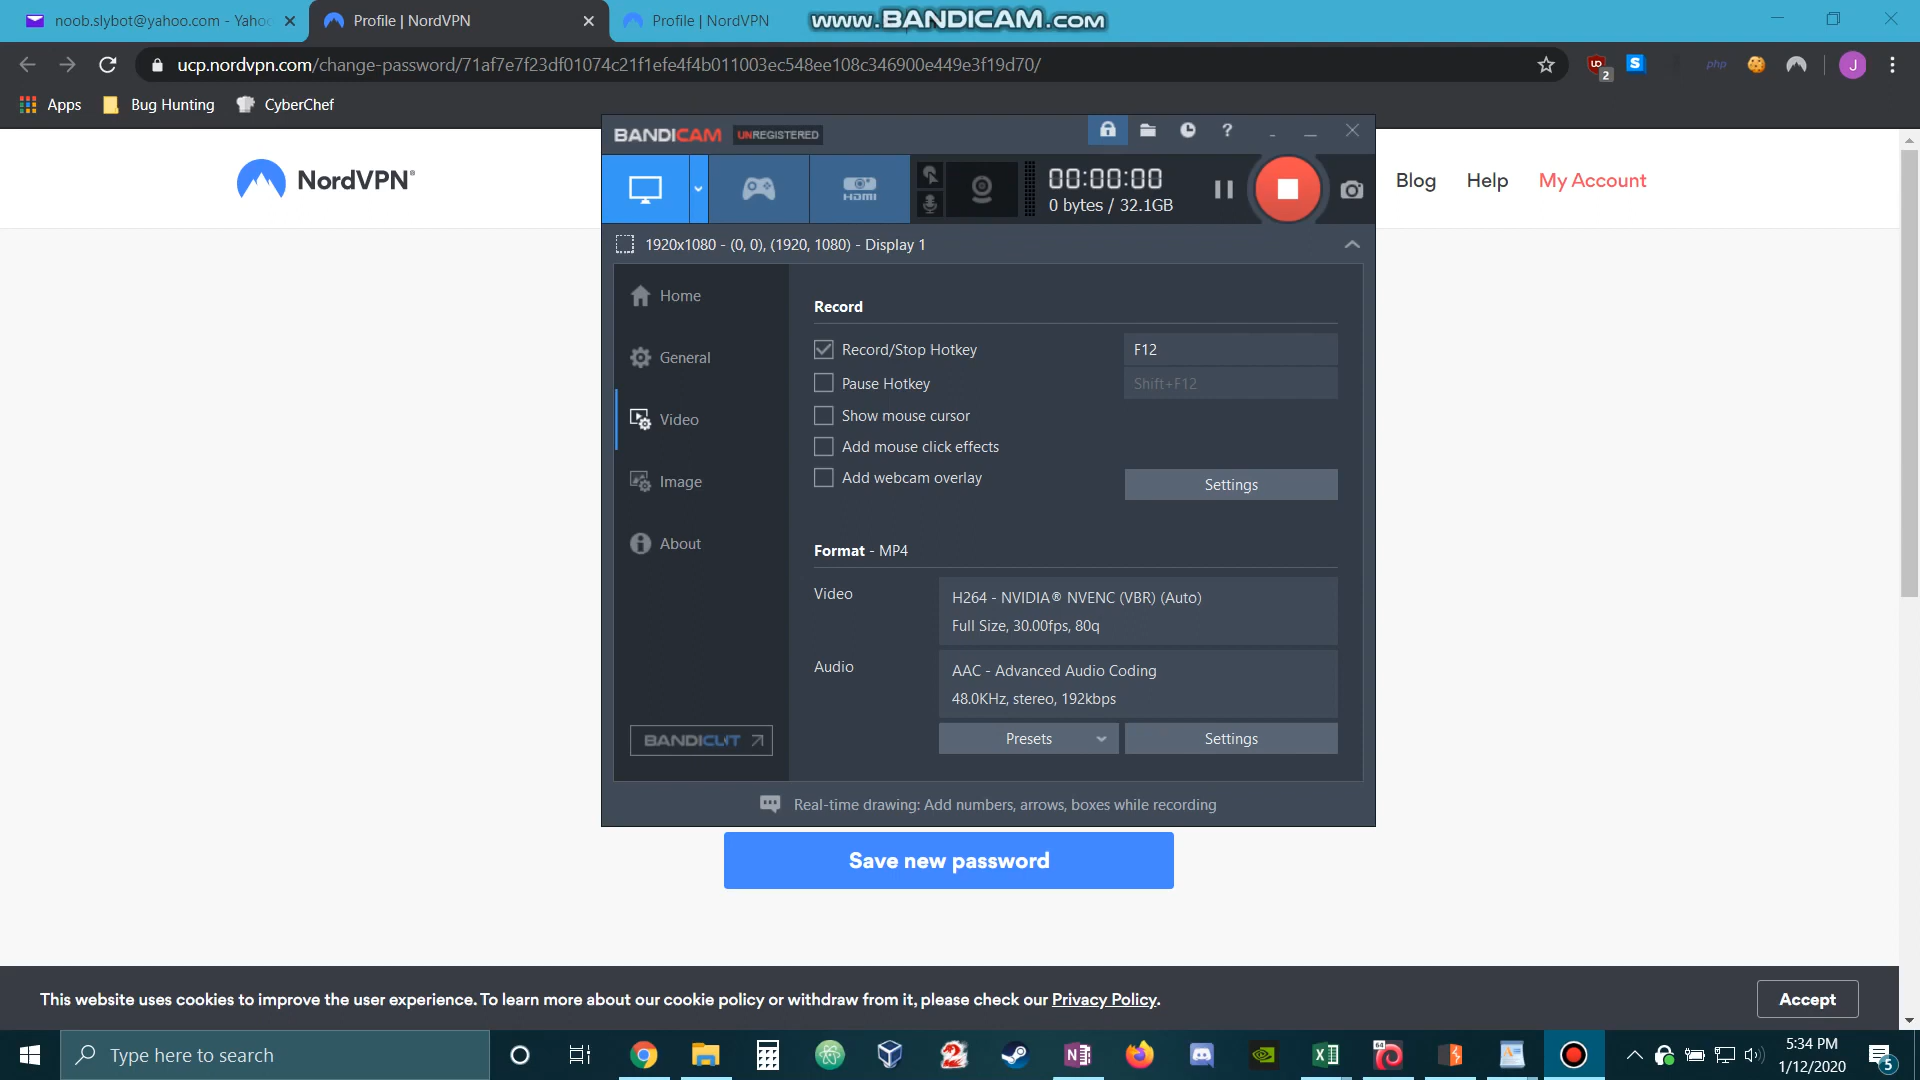 noob.slybot@yahoo.com - Yaho
Profile | NordVPN
Profile | NordVPN
www.BANDICAM.com
ucp.nordvpn.com/change-password/71af7e7f23df01074c21f1efe4f4b011003ec548ee108c346900e449e3f19d70/
2
S
php
J
Apps
Bug Hunting
CyberChef
NordVPN®
Blog
Help
My Account
BANDICAM UNREGISTERED
?
HDMI
00:00:00
0 bytes / 32.1GB
1920x1080 - (0, 0), (1920, 1080) - Display 1
Home
General
Video
Image
About
BANDICUT
Record
Record/Stop Hotkey
F12
Pause Hotkey
Shift+F12
Show mouse cursor
Add mouse click effects
Add webcam overlay
Settings
Format - MP4
Video
H264 - NVIDIA® NVENC (VBR) (Auto)
Full Size, 30.00fps, 80q
Audio
AAC - Advanced Audio Coding
48.0KHz, stereo, 192kbps
Presets
Settings
Real-time drawing: Add numbers, arrows, boxes while recording
Save new password
This website uses cookies to improve the user experience. To learn more about our cookie policy or withdraw from it, please check our Privacy Policy.
Accept
Type here to search
64
5:34 PM
1/12/2020
5